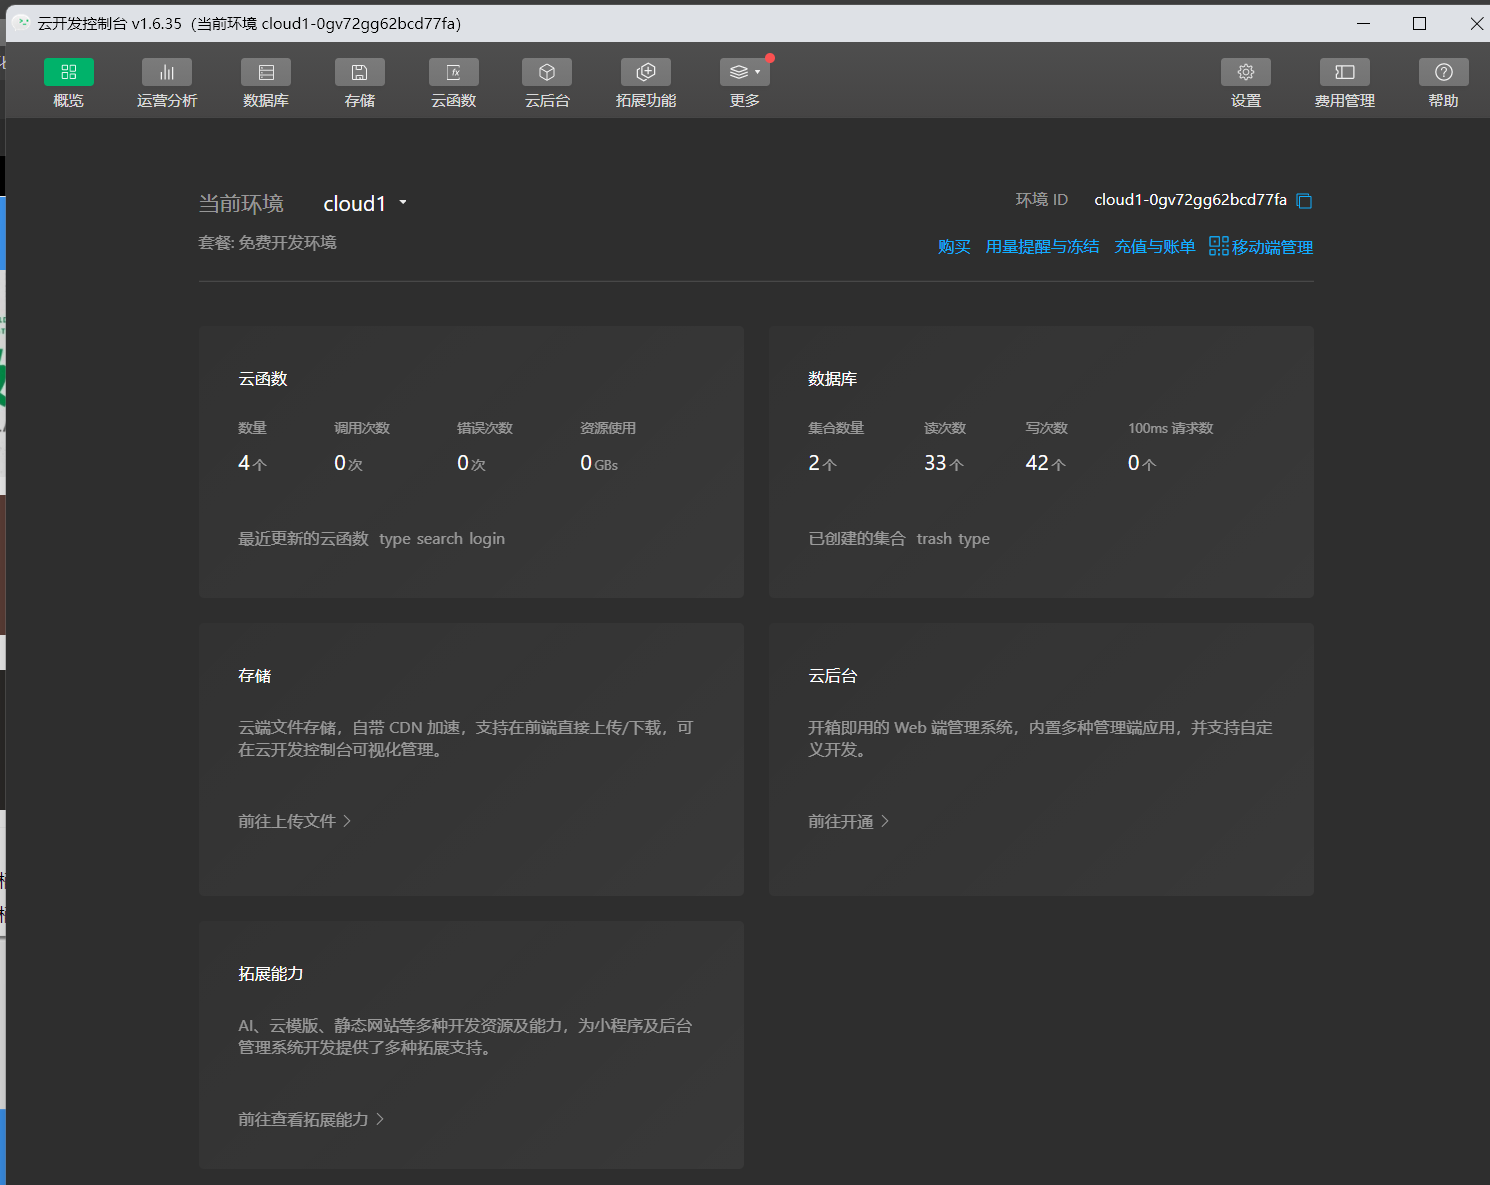 云开发控制台 v1.6.35（当前环境 cloud1-0gv72gg62bcd77fa）
概览 运营分析 数据库 存储 云函数 云后台 拓展功能 更多 设置 费用管理 帮助
当前环境 cloud1 环境 ID cloud1-0gv72gg62bcd77fa
套餐: 免费开发环境 购买 用量提醒与冻结 充值与账单 移动端管理
云函数
数量 调用次数 错误次数 资源使用
4个 0次 0次 0GBs
最近更新的云函数 type search login
数据库
集合数量 读次数 写次数 100ms 请求数
2个 33个 42个 0个
已创建的集合 trash type
存储
云端文件存储，自带 CDN 加速，支持在前端直接上传/下载，可
在云开发控制台可视化管理。
前往上传文件 >
云后台
开箱即用的 Web 端管理系统，内置多种管理端应用，并支持自定
义开发。
前往开通 >
拓展能力
AI、云模版、静态网站等多种开发资源及能力，为小程序及后台
管理系统开发提供了多种拓展支持。
前往查看拓展能力 >